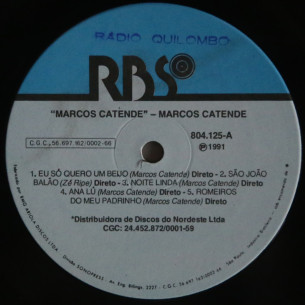 RÁDIO QUILOMBO
RBS
"MARCOS CATENDE" – MARCOS CATENDE
C.G.C. 56.697.162/0002-66
804.125-A
Ⓟ 1991
1. EU SÓ QUERO UM BEIJO (Marcos Catende) Direto - 2. SÃO JOÃO
BALÃO (Zé Ripe) Direto - 3. NOITE LINDA (Marcos Catende) Direto
4. ANA LÚ (Marcos Catende) Direto - 5. ROMEIROS
DO MEU PADRINHO (Marcos Catende) Direto
*Distribuidora de Discos do Nordeste Ltda
CGC: 24.452.872/0001-59